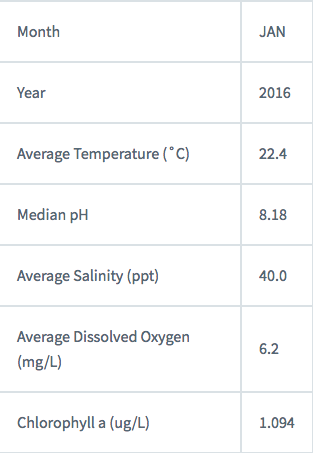 Month JAN
Year 2016
Average Temperature (˚C) 22.4
Median pH 8.18
Average Salinity (ppt) 40.0
Average Dissolved Oxygen
(mg/L) 6.2
Chlorophyll a (ug/L) 1.094